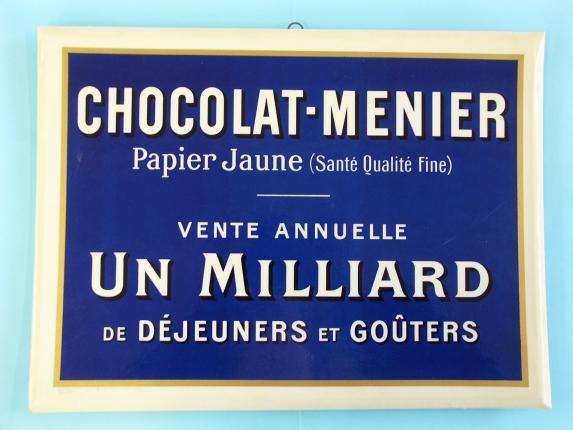 CHOCOLAT-MENIER
Papier Jaune (Santé Qualité Fine)
VENTE ANNUELLE
UN MILLIARD
DE DÉJEUNERS ET GOÛTERS